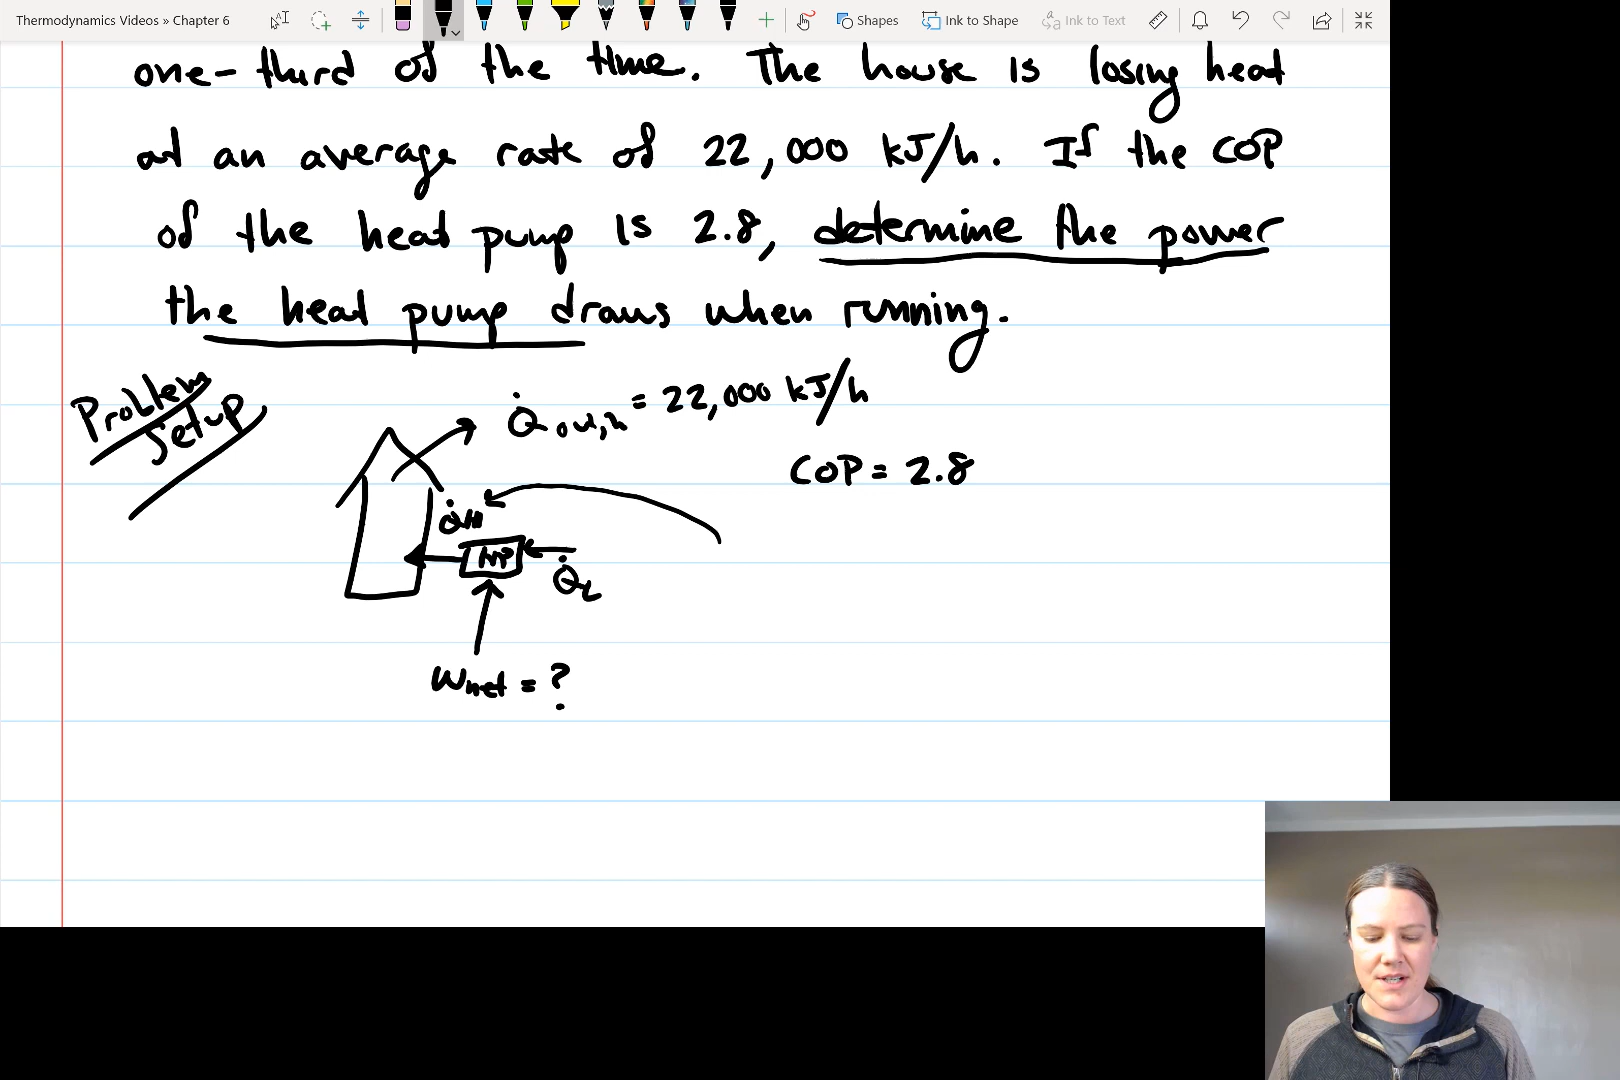 Thermodynamics Videos » Chapter 6
Shapes
Ink to Shape
Ink to Text
one-third of the time. The house is losing heat
at an average rate of 22,000 kJ/h. If the COP
of the heat pump is 2.8, determine the power
the heat pump draws when running.
Problem
Setup
Q̇out,h = 22,000 kJ/h
COP = 2.8
Q̇H
HP
Q̇L
Wnet = ?